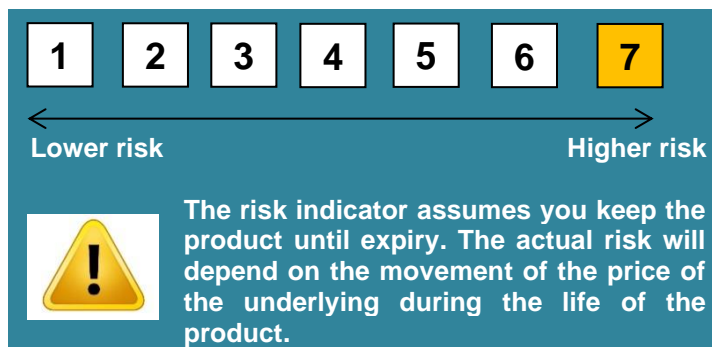 1 2 3 4 5 6 7
Lower risk Higher risk
!
The risk indicator assumes you keep the
product until expiry. The actual risk will
depend on the movement of the price of
the underlying during the life of the
product.